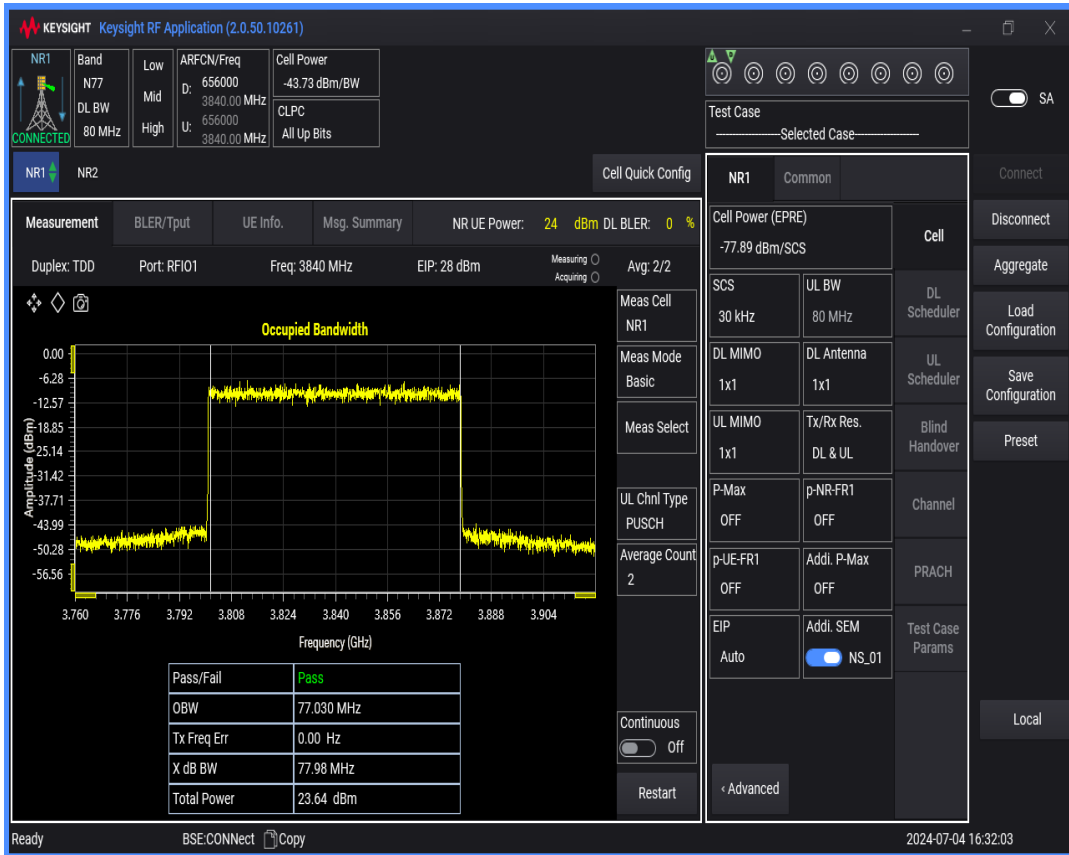 KEYSIGHT Keysight RF Application (2.0.50.10261)
NR1
CONNECTED
Band
N77
DL BW
80 MHz
Low
Mid
High
ARFCN/Freq
D: 656000
3840.00 MHz
U: 656000
3840.00 MHz
Cell Power
-43.73 dBm/BW
CLPC
All Up Bits
Test Case
---Selected Case---
SA
NR1 NR2
Cell Quick Config
NR1 Common
Connect
Measurement BLER/Tput UE Info. Msg. Summary NR UE Power: 24 dBm DL BLER: 0 %
Duplex: TDD Port: RFIO1 Freq: 3840 MHz EIP: 28 dBm Measuring Avg: 2/2
Acquiring
Occupied Bandwidth
Amplitude (dBm)
0.00
-6.28
-12.57
-18.85
-25.14
-31.42
-37.71
-43.99
-50.28
-56.56
3.760 3.776 3.792 3.808 3.824 3.840 3.856 3.872 3.888 3.904
Frequency (GHz)
Pass/Fail Pass
OBW 77.030 MHz
Tx Freq Err 0.00 Hz
X dB BW 77.98 MHz
Total Power 23.64 dBm
Meas Cell
NR1
Meas Mode
Basic
Meas Select
UL Chnl Type
PUSCH
Average Count
2
Continuous
Off
Restart
Cell Power (EPRE)
-77.89 dBm/SCS
SCS
30 kHz
UL BW
80 MHz
DL MIMO
1x1
DL Antenna
1x1
UL MIMO
1x1
Tx/Rx Res.
DL & UL
P-Max
OFF
p-NR-FR1
OFF
p-UE-FR1
OFF
Addi. P-Max
OFF
EIP
Auto
Addi. SEM
NS_01
‹ Advanced
Cell
DL
Scheduler
UL
Scheduler
Blind
Handover
Channel
PRACH
Test Case
Params
Disconnect
Aggregate
Load
Configuration
Save
Configuration
Preset
Local
Ready BSE:CONNect Copy 2024-07-04 16:32:03